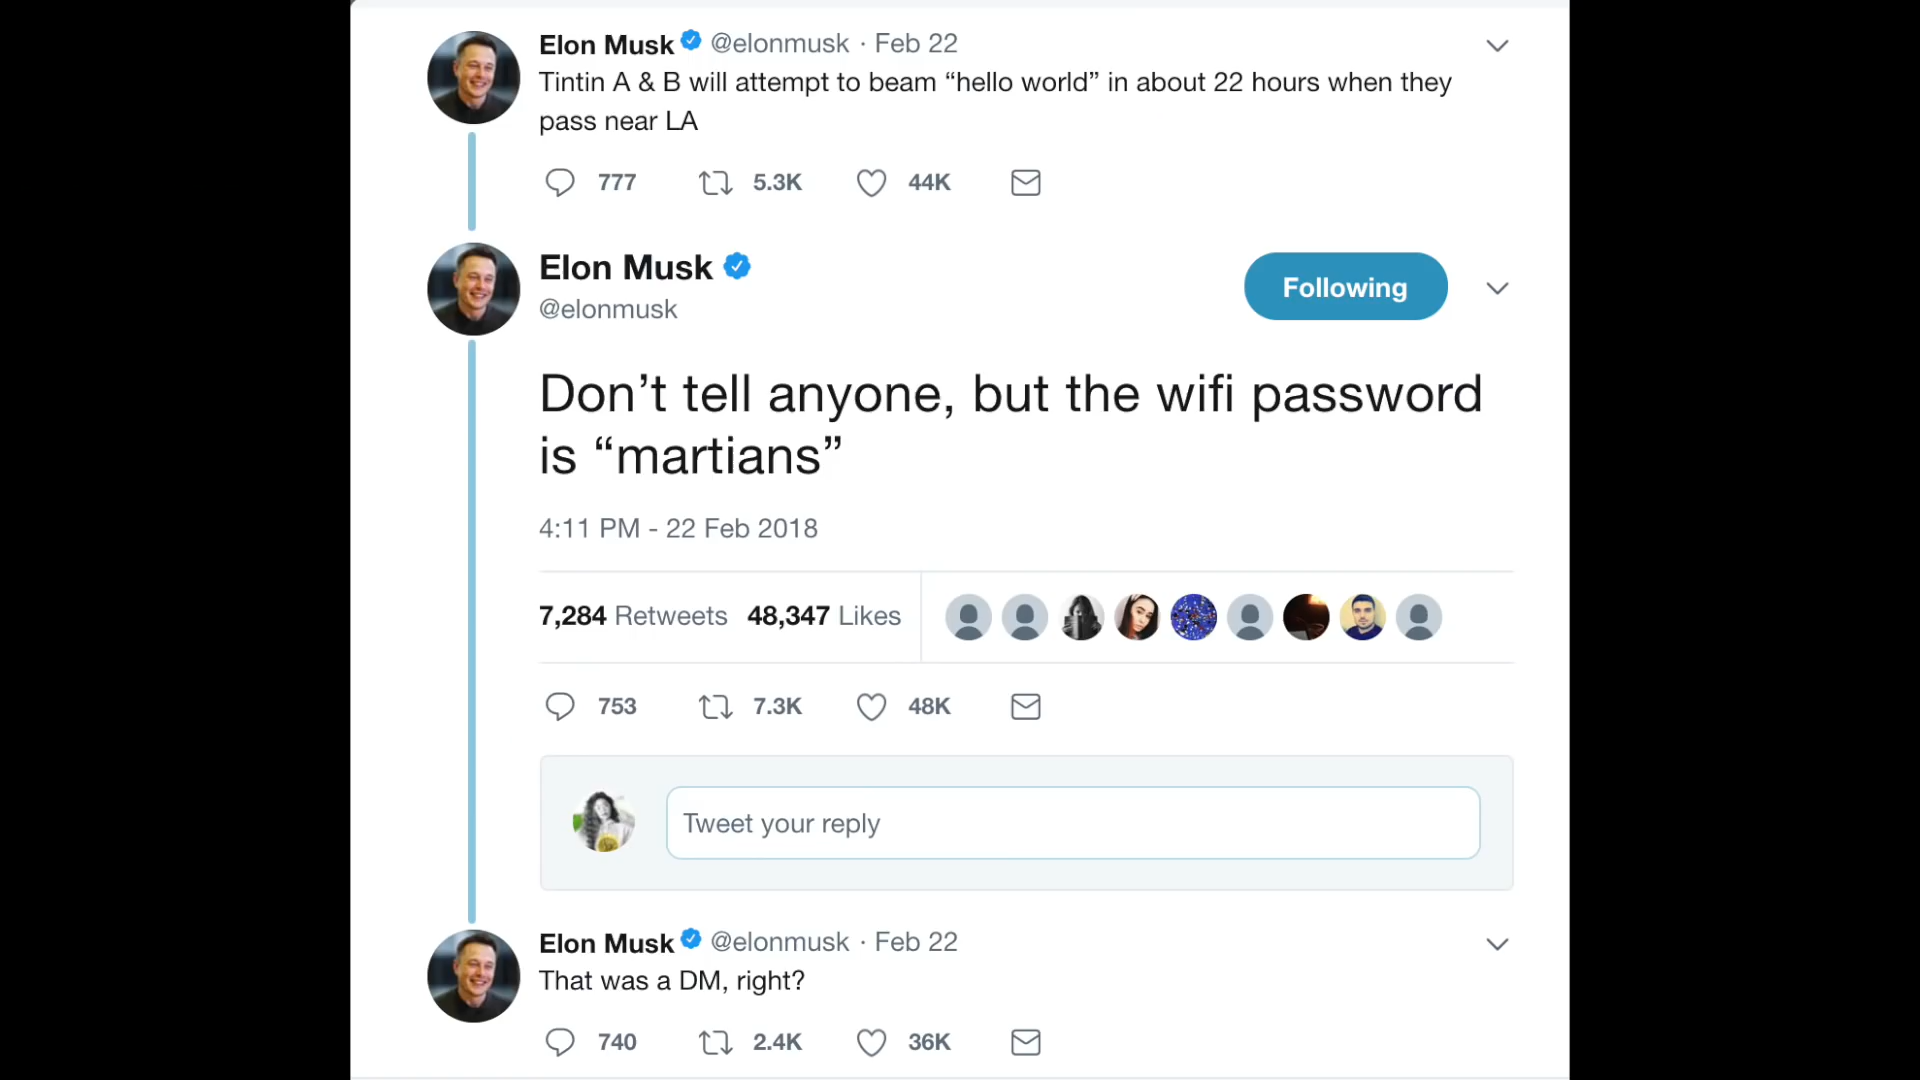 Elon Musk @elonmusk · Feb 22
Tintin A & B will attempt to beam “hello world” in about 22 hours when they
pass near LA
777 5.3K 44K
Elon Musk
@elonmusk
Following
Don’t tell anyone, but the wifi password
is “martians”
4:11 PM - 22 Feb 2018
7,284 Retweets 48,347 Likes
753 7.3K 48K
Tweet your reply
Elon Musk @elonmusk · Feb 22
That was a DM, right?
740 2.4K 36K